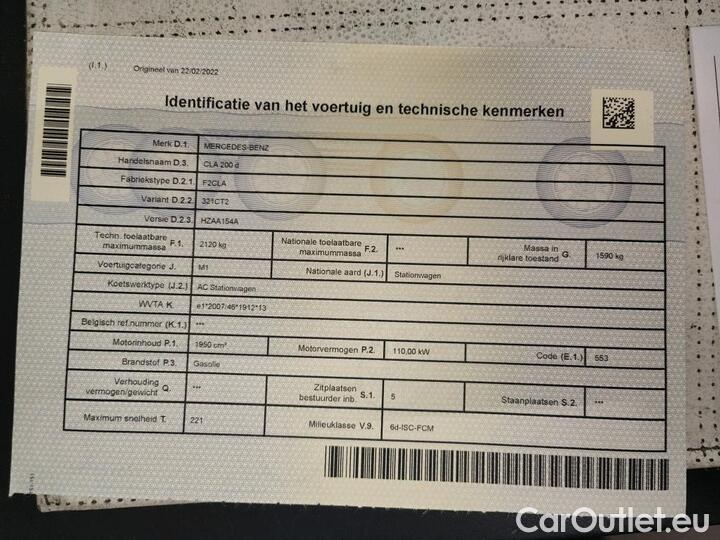 (I.1.) Origineel van 22/02/2022
Identificatie van het voertuig en technische kenmerken
Merk D.1. MERCEDES-BENZ
Handelsnaam D.3. CLA 200 d
Fabriekstype D.2.1. F2CLA
Variant D.2.2. 321CT2
Versie D.2.3. HZAA154A
Techn. toelaatbare maximummassa F.1. 2120 kg Nationale toelaatbare maximummassa F.2. *** Massa in rijklare toestand G. 1590 kg
Voertuigcategorie J. M1 Nationale aard (J.1.) Stationwagen
Koetswerktype (J.2.) AC Stationwagen
WVTA K. e1*2007/46*1912*13
Belgisch ref.nummer (K.1.) ***
Motorinhoud P.1. 1950 cm³ Motorvermogen P.2. 110,00 kW Code (E.1.) 553
Brandstof P.3. Gasolie
Verhouding vermogen/gewicht Q. *** Zitplaatsen bestuurder inb. S.1. 5 Staanplaatsen S.2. ***
Maximum snelheid T. 221 Milieuklasse V.9. 6d-ISC-FCM
CarOutlet.eu